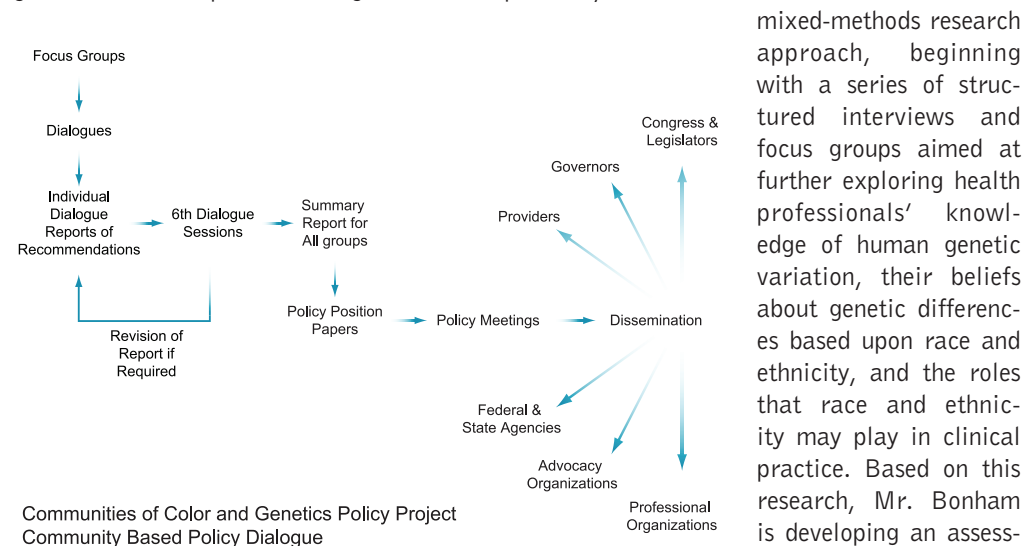 Focus Groups
Dialogues
Individual
Dialogue
Reports of
Recommendations
6th Dialogue
Sessions
Revision of
Report if
Required
Summary
Report for
All groups
Policy Position
Papers
Policy Meetings
Dissemination
Providers
Governors
Congress &
Legislators
Federal &
State Agencies
Advocacy
Organizations
Professional
Organizations
Communities of Color and Genetics Policy Project
Community Based Policy Dialogue
mixed-methods research
approach, beginning
with a series of struc-
tured interviews and
focus groups aimed at
further exploring health
professionals' knowl-
edge of human genetic
variation, their beliefs
about genetic differenc-
es based upon race and
ethnicity, and the roles
that race and ethnic-
ity may play in clinical
practice. Based on this
research, Mr. Bonham
is developing an assess-